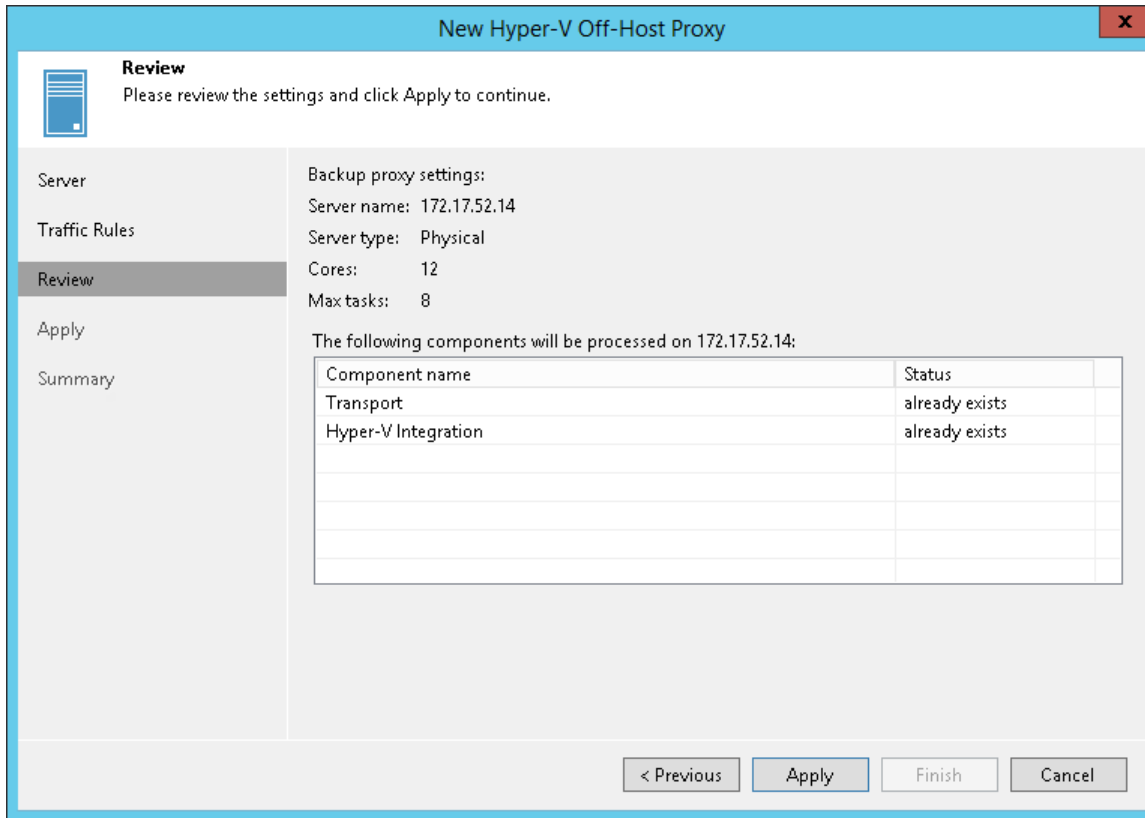 New Hyper-V Off-Host Proxy
x
Review
Please review the settings and click Apply to continue.
Server
Traffic Rules
Review
Apply
Summary
Backup proxy settings:
Server name: 172.17.52.14
Server type: Physical
Cores: 12
Max tasks: 8
The following components will be processed on 172.17.52.14:
Component name Status
Transport already exists
Hyper-V Integration already exists
< Previous Apply Finish Cancel